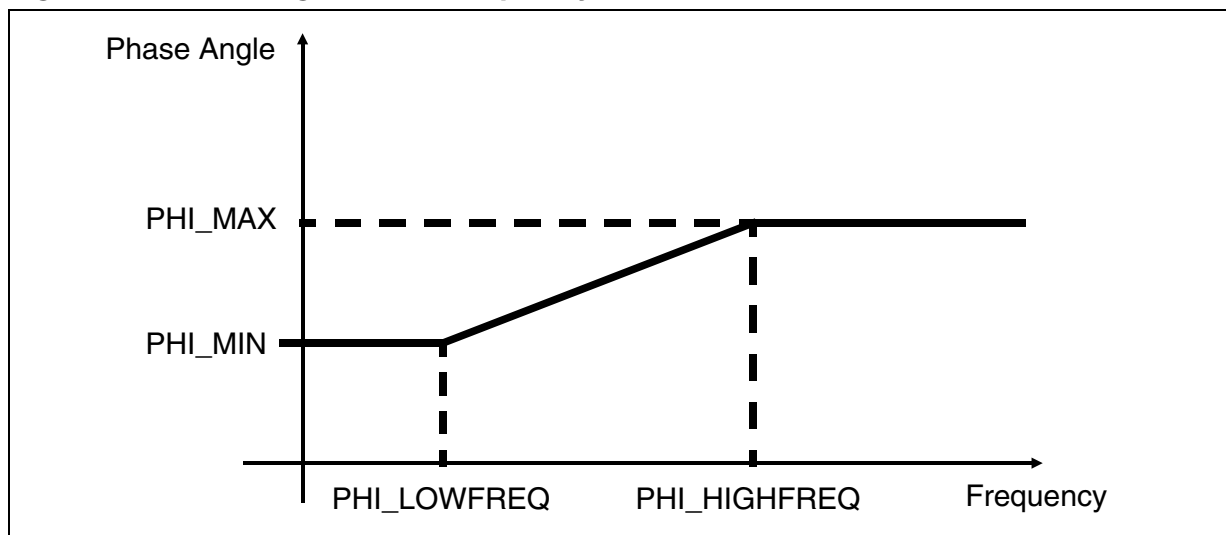 Phase Angle
PHI_MAX
PHI_MIN
PHI_LOWFREQ
PHI_HIGHFREQ
Frequency